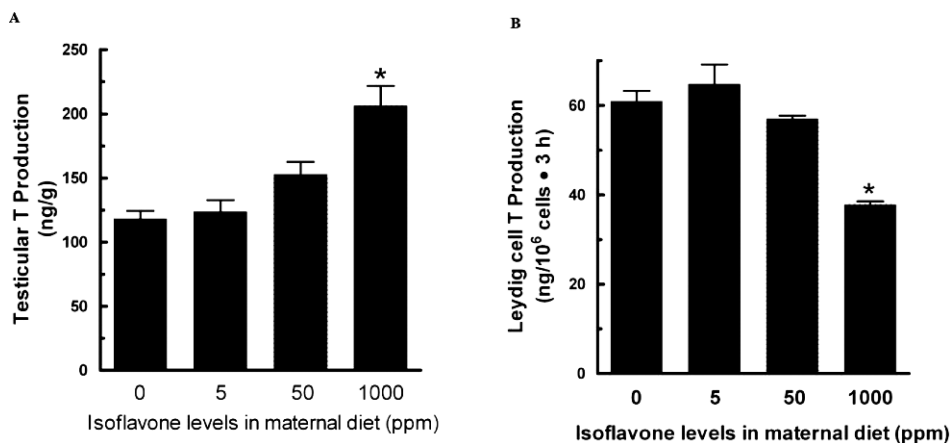 A
Testicular T Production
(ng/g)
250
200
150
100
50
0
*
0 5 50 1000
Isoflavone levels in maternal diet (ppm)
B
Leydig cell T Production
(ng/10⁶ cells • 3 h)
60
40
20
0
*
0 5 50 1000
Isoflavone levels in maternal diet (ppm)